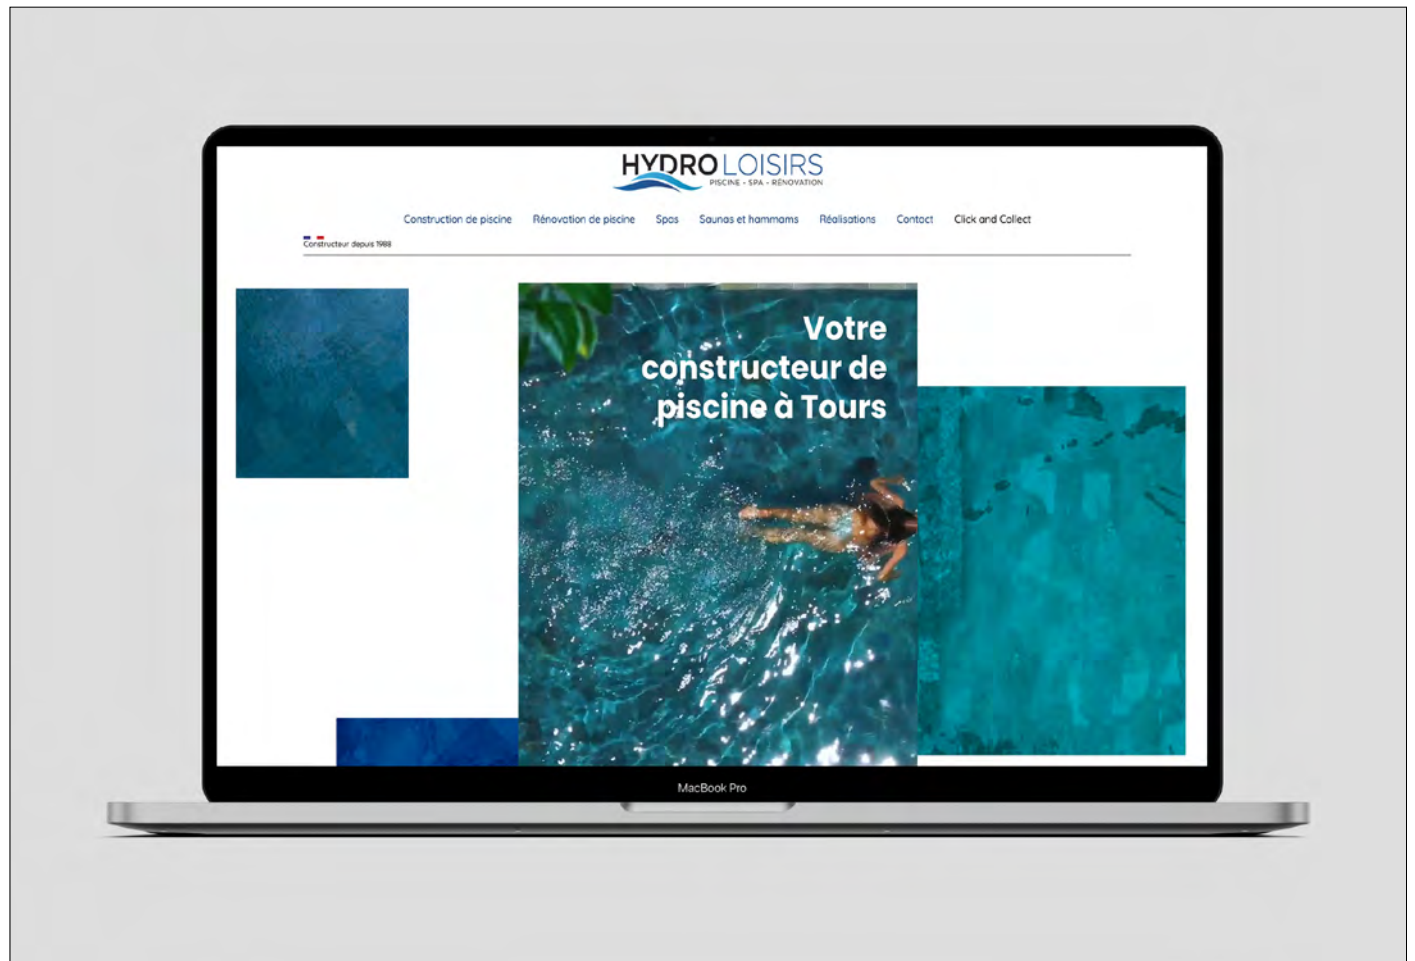 HYDRO LOISIRS
PISCINE - SPA - RÉNOVATION
Construction de piscine Rénovation de piscine Spas Saunas et hammams Réalisations Contact Click and Collect
Constructeur depuis 1988
Votre
constructeur de
piscine à Tours
MacBook Pro